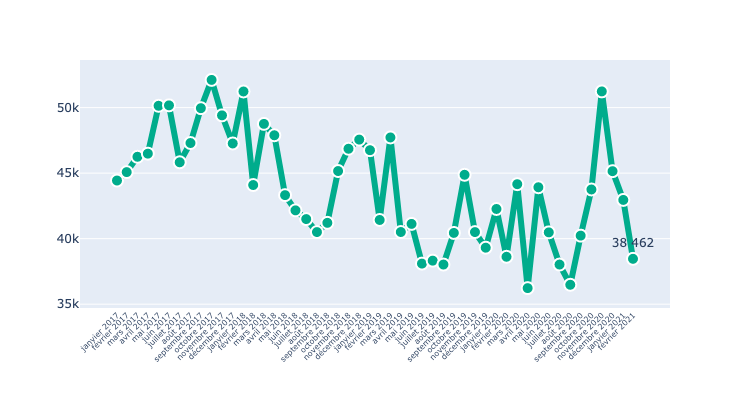 50k
45k
40k
35k
38 462
janvier 2017
février 2017
mars 2017
avril 2017
mai 2017
juin 2017
juillet 2017
août 2017
septembre 2017
octobre 2017
novembre 2017
décembre 2017
janvier 2018
février 2018
mars 2018
avril 2018
mai 2018
juin 2018
juillet 2018
août 2018
septembre 2018
octobre 2018
novembre 2018
décembre 2018
janvier 2019
février 2019
mars 2019
avril 2019
mai 2019
juin 2019
juillet 2019
août 2019
septembre 2019
octobre 2019
novembre 2019
décembre 2019
janvier 2020
février 2020
mars 2020
avril 2020
mai 2020
juin 2020
juillet 2020
août 2020
septembre 2020
octobre 2020
novembre 2020
décembre 2020
janvier 2021
février 2021